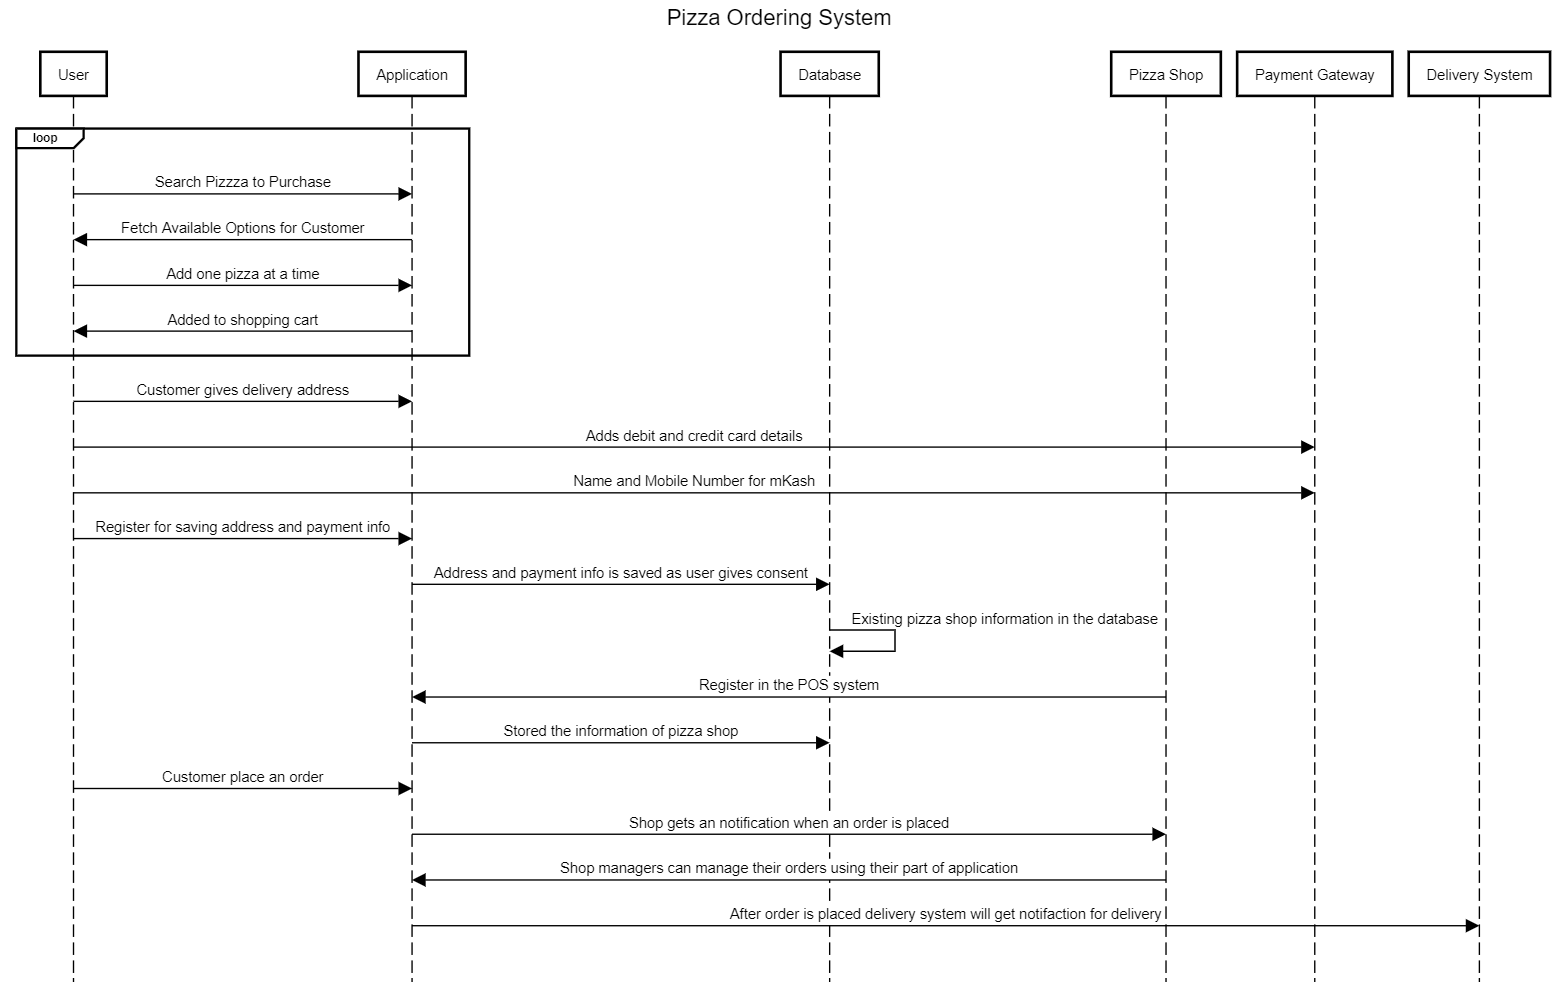 Pizza Ordering System
User
Application
Database
Pizza Shop
Payment Gateway
Delivery System
loop
Search Pizzza to Purchase
Fetch Available Options for Customer
Add one pizza at a time
Added to shopping cart
Customer gives delivery address
Adds debit and credit card details
Name and Mobile Number for mKash
Register for saving address and payment info
Address and payment info is saved as user gives consent
Existing pizza shop information in the database
Register in the POS system
Stored the information of pizza shop
Customer place an order
Shop gets an notification when an order is placed
Shop managers can manage their orders using their part of application
After order is placed delivery system will get notifaction for delivery